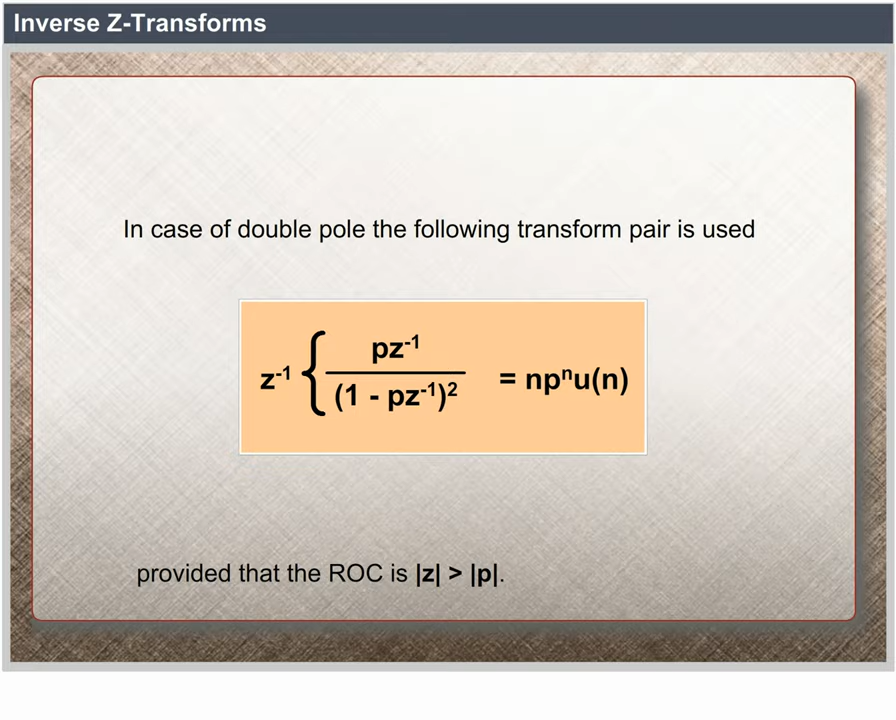 Inverse Z-Transforms
In case of double pole the following transform pair is used
z⁻¹ { pz⁻¹ / (1 - pz⁻¹)² = npⁿu(n)
provided that the ROC is |z| > |p|.